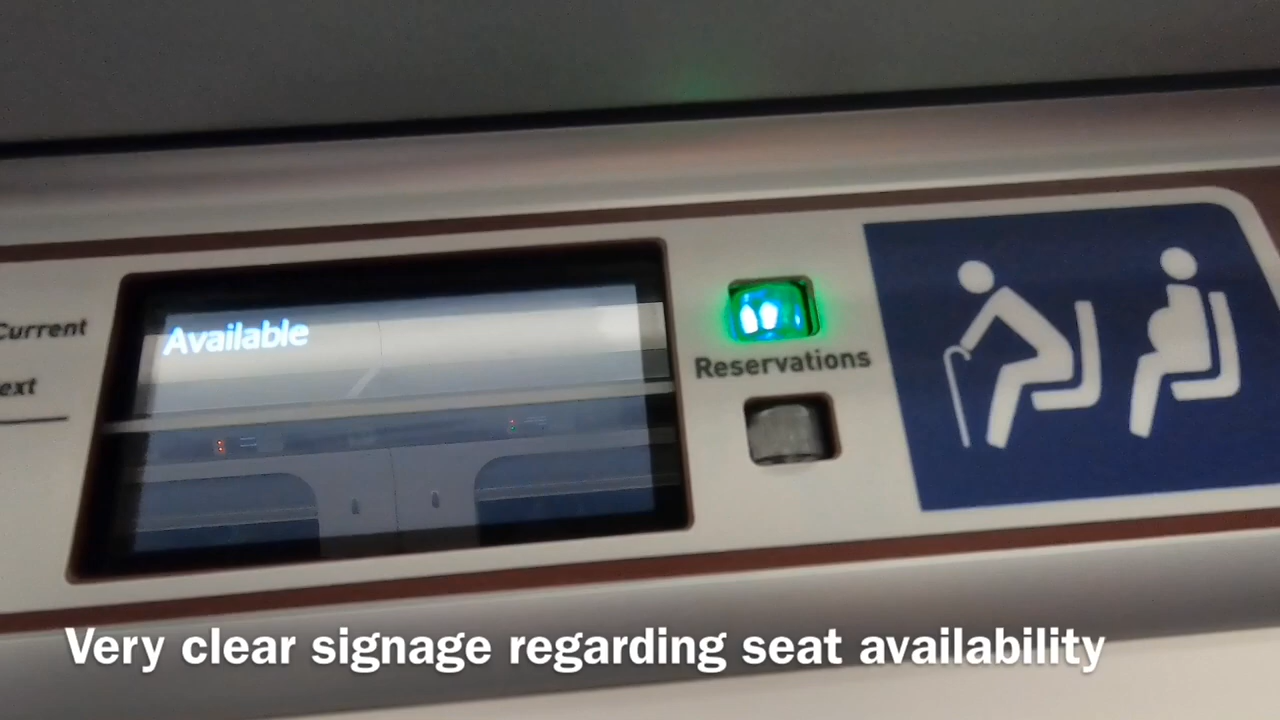 Current
Available
ext
Reservations
Very clear signage regarding seat availability